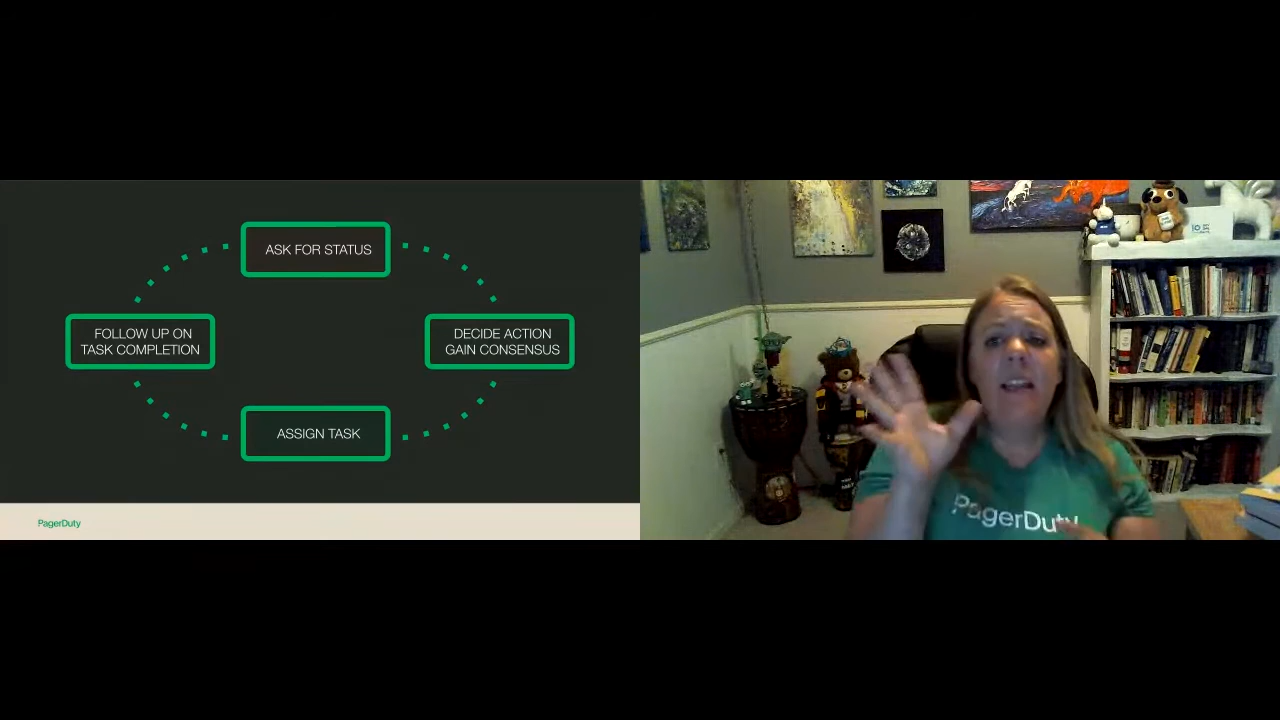 ASK FOR STATUS
FOLLOW UP ON
TASK COMPLETION
DECIDE ACTION
GAIN CONSENSUS
ASSIGN TASK
PagerDuty
PagerDuty